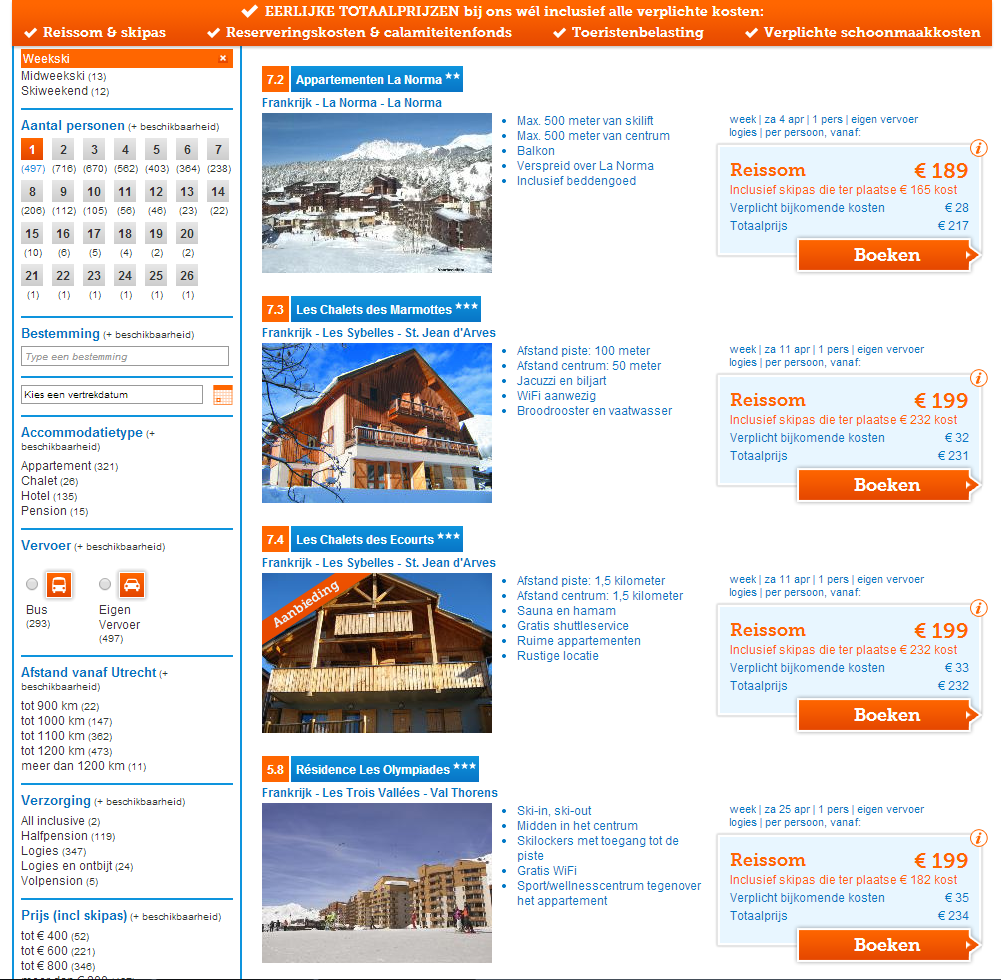 EERLIJKE TOTAALPRIJZEN bij ons wél inclusief alle verplichte kosten:
Reissom & skipas Reserveringskosten & calamiteitenfonds Toeristenbelasting Verplichte schoonmaakkosten
Weekski ×
Midweekski (13)
Skiweekend (12)
Aantal personen (+ beschikbaarheid)
1 2 3 4 5 6 7
(497) (716) (670) (562) (403) (364) (238)
8 9 10 11 12 13 14
(206) (112) (105) (56) (46) (23) (22)
15 16 17 18 19 20
(10) (6) (5) (4) (2) (2)
21 22 23 24 25 26
(1) (1) (1) (1) (1) (1)
Bestemming (+ beschikbaarheid)
Type een bestemming
Kies een vertrekdatum
Accommodatietype (+
beschikbaarheid)
Appartement (321)
Chalet (26)
Hotel (135)
Pension (15)
Vervoer (+ beschikbaarheid)
Bus
(293)
Eigen
Vervoer
(497)
Afstand vanaf Utrecht (+
beschikbaarheid)
tot 900 km (22)
tot 1000 km (147)
tot 1100 km (362)
tot 1200 km (473)
meer dan 1200 km (11)
Verzorging (+ beschikbaarheid)
All inclusive (2)
Halfpension (119)
Logies (347)
Logies en ontbijt (24)
Volpension (5)
Prijs (incl skipas) (+ beschikbaarheid)
tot € 400 (52)
tot € 600 (221)
tot € 800 (346)
7.2 Appartementen La Norma **
Frankrijk - La Norma - La Norma
Max. 500 meter van skilift
Max. 500 meter van centrum
Balkon
Verspreid over La Norma
Inclusief beddengoed
week | za 4 apr | 1 pers | eigen vervoer
logies | per persoon, vanaf:
i
Reissom € 189
Inclusief skipas die ter plaatse € 165 kost
Verplicht bijkomende kosten € 28
Totaalprijs € 217
Boeken
7.3 Les Chalets des Marmottes ***
Frankrijk - Les Sybelles - St. Jean d'Arves
Afstand piste: 100 meter
Afstand centrum: 50 meter
Jacuzzi en biljart
WiFi aanwezig
Broodrooster en vaatwasser
week | za 11 apr | 1 pers | eigen vervoer
logies | per persoon, vanaf:
i
Reissom € 199
Inclusief skipas die ter plaatse € 232 kost
Verplicht bijkomende kosten € 32
Totaalprijs € 231
Boeken
7.4 Les Chalets des Ecourts ***
Frankrijk - Les Sybelles - St. Jean d'Arves
Aanbieding
Afstand piste: 1,5 kilometer
Afstand centrum: 1,5 kilometer
Sauna en hamam
Gratis shuttleservice
Ruime appartementen
Rustige locatie
week | za 11 apr | 1 pers | eigen vervoer
logies | per persoon, vanaf:
i
Reissom € 199
Inclusief skipas die ter plaatse € 232 kost
Verplicht bijkomende kosten € 33
Totaalprijs € 232
Boeken
5.8 Résidence Les Olympiades ***
Frankrijk - Les Trois Vallées - Val Thorens
Ski-in, ski-out
Midden in het centrum
Skilockers met toegang tot de
piste
Gratis WiFi
Sport/wellnesscentrum tegenover
het appartement
week | za 25 apr | 1 pers | eigen vervoer
logies | per persoon, vanaf:
i
Reissom € 199
Inclusief skipas die ter plaatse € 182 kost
Verplicht bijkomende kosten € 35
Totaalprijs € 234
Boeken